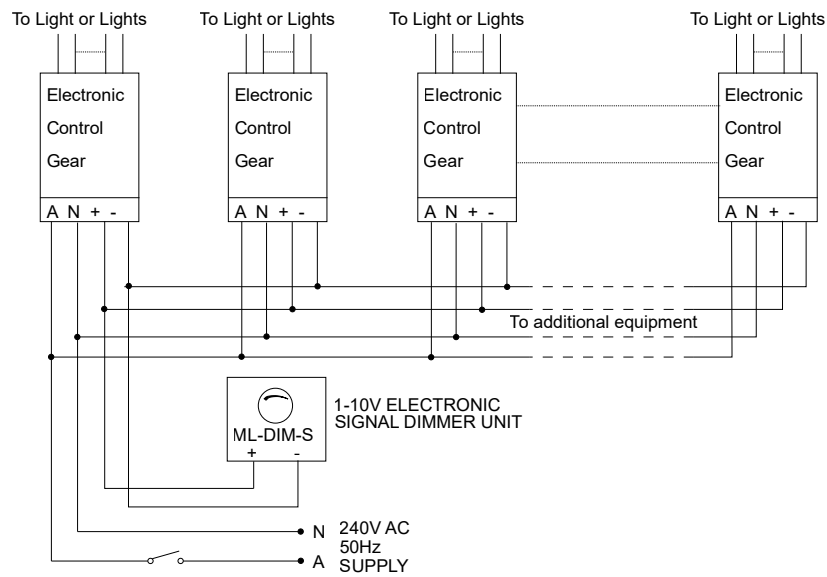 To Light or Lights
To Light or Lights
To Light or Lights
To Light or Lights
Electronic
Control
Gear
A N + -
Electronic
Control
Gear
A N + -
Electronic
Control
Gear
A N + -
Electronic
Control
Gear
A N + -
To additional equipment
ML-DIM-S
+ -
1-10V ELECTRONIC
SIGNAL DIMMER UNIT
N
A
240V AC
50Hz
SUPPLY